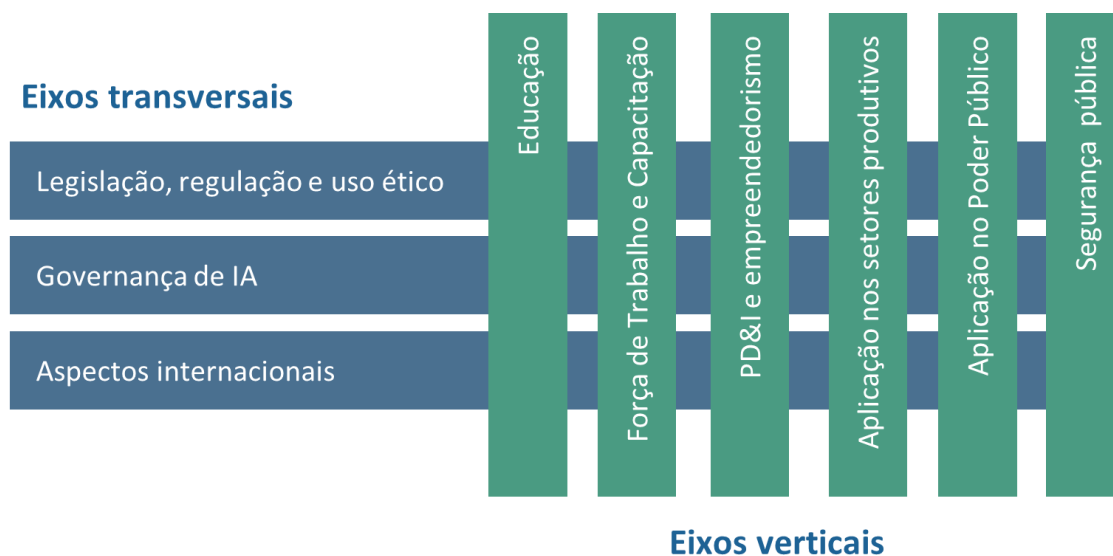 Eixos transversais
Legislação, regulação e uso ético
Governança de IA
Aspectos internacionais
Educação
Força de Trabalho e Capacitação
PD&I e empreendedorismo
Aplicação nos setores produtivos
Aplicação no Poder Público
Segurança pública
Eixos verticais